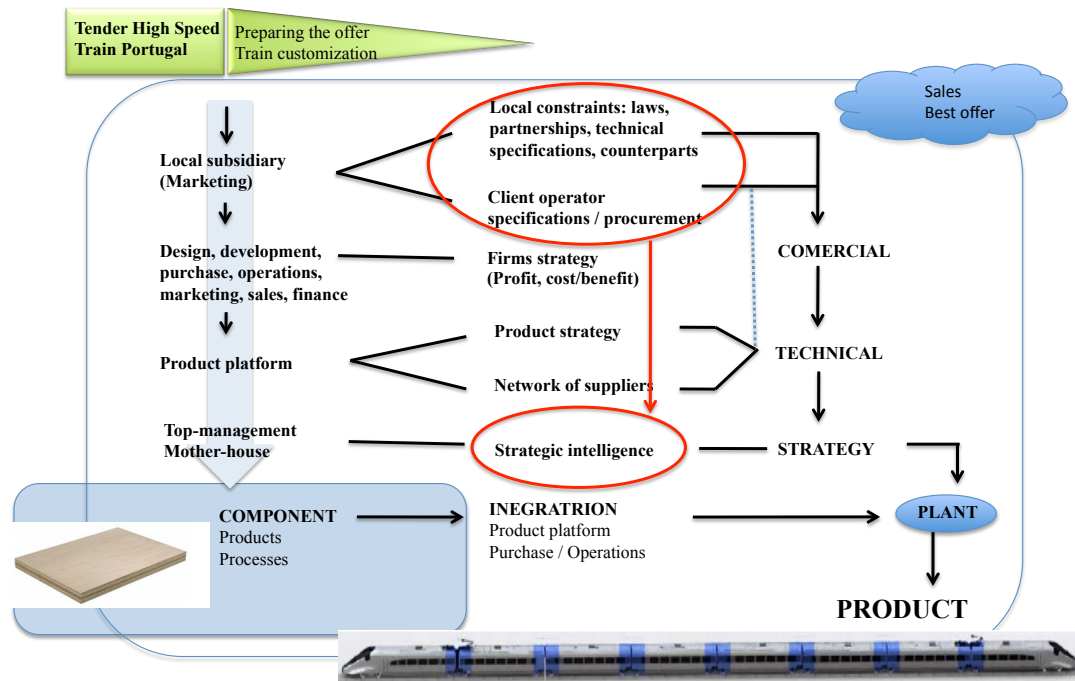 Tender High Speed
Train Portugal
Preparing the offer
Train customization
Sales
Best offer
Local subsidiary
(Marketing)
Local constraints: laws,
partnerships, technical
specifications, counterparts
Client operator
specifications / procurement
Design, development,
purchase, operations,
marketing, sales, finance
Firms strategy
(Profit, cost/benefit)
COMERCIAL
Product platform
Product strategy
Network of suppliers
TECHNICAL
Top-management
Mother-house
Strategic intelligence
STRATEGY
COMPONENT
Products
Processes
INEGRATRION
Product platform
Purchase / Operations
PLANT
PRODUCT